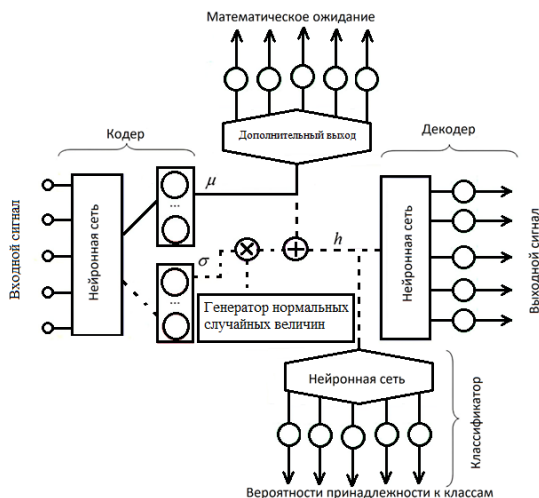 Математическое ожидание
Дополнительный выход
Кодер
Декодер
μ
...
Входной сигнал
Нейронная сеть
h
Нейронная сеть
Выходной сигнал
σ
...
Генератор нормальных
случайных величин
Нейронная сеть
Классификатор
Вероятности принадлежности к классам